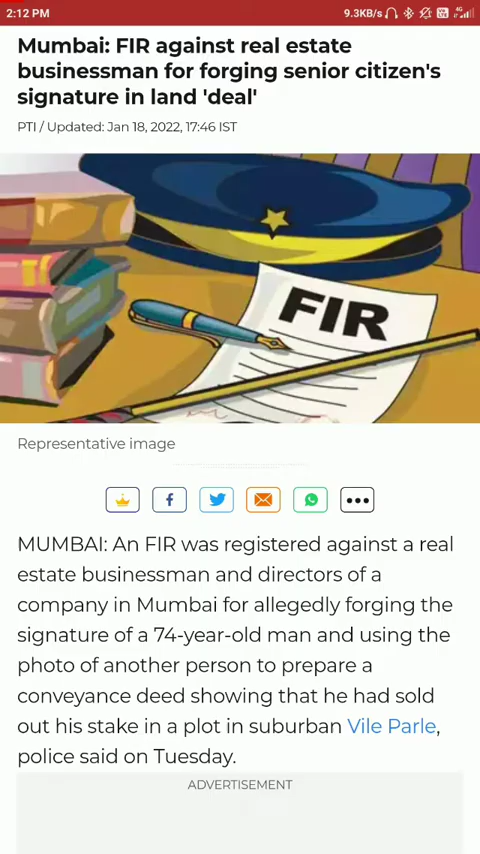 2:12 PM
9.3KB/s
4G
Mumbai: FIR against real estate
businessman for forging senior citizen's
signature in land 'deal'
PTI / Updated: Jan 18, 2022, 17:46 IST
FIR
Representative image
MUMBAI: An FIR was registered against a real
estate businessman and directors of a
company in Mumbai for allegedly forging the
signature of a 74-year-old man and using the
photo of another person to prepare a
conveyance deed showing that he had sold
out his stake in a plot in suburban Vile Parle,
police said on Tuesday.
ADVERTISEMENT